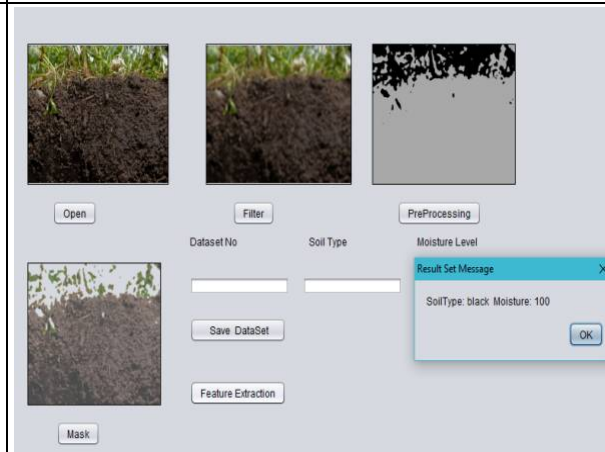 Open
Filter
PreProcessing
Dataset No
Soil Type
Moisture Level
Result Set Message
SoilType: black Moisture: 100
OK
Save DataSet
Feature Extraction
Mask